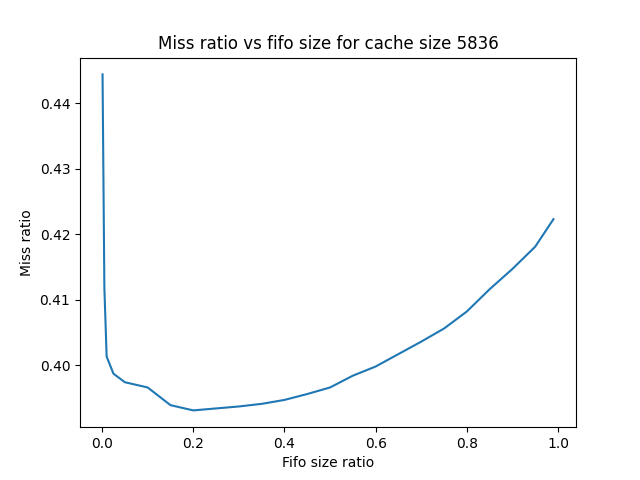 Miss ratio vs fifo size for cache size 5836
0.44
0.43
0.42
0.41
0.40
Miss ratio
0.0 0.2 0.4 0.6 0.8 1.0
Fifo size ratio